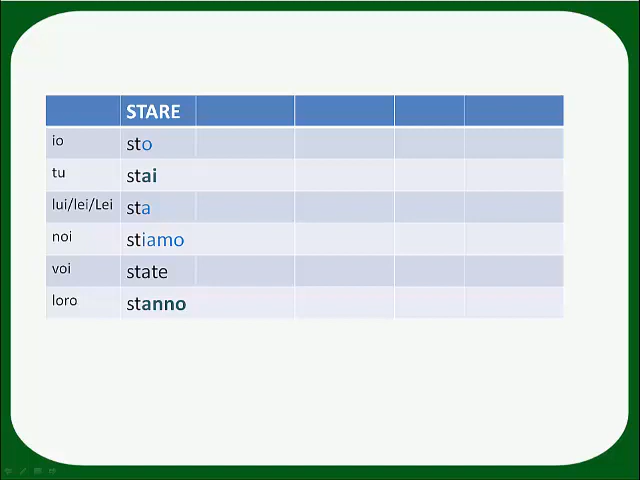 STARE
io sto
tu stai
lui/lei/Lei sta
noi stiamo
voi state
loro stanno